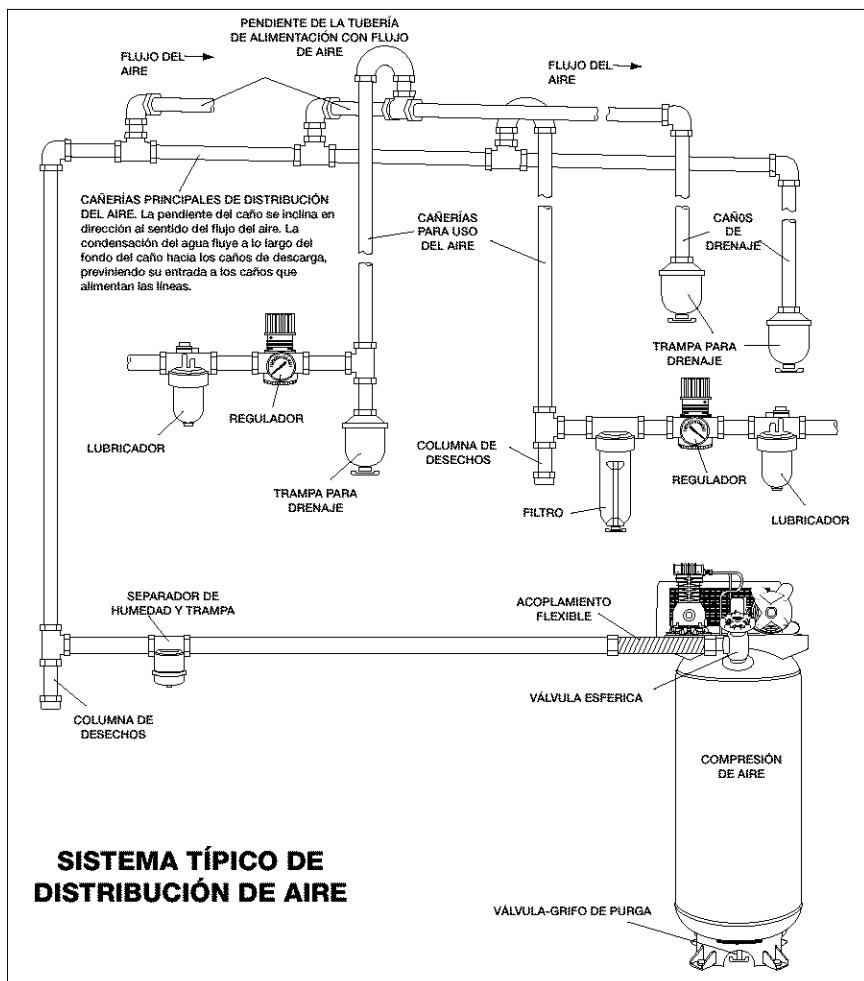 PENDIENTE DE LA TUBERÍA
DE ALIMENTACIÓN CON FLUJO
DE AIRE
FLUJO DEL
AIRE
FLUJO DEL
AIRE
CAÑERÍAS PRINCIPALES DE DISTRIBUCIÓN
DEL AIRE. La pendiente del caño se inclina en
dirección al sentido del flujo del aire. La
condensación del agua fluye a lo largo del
fondo del caño hacia los caños de descarga,
previniendo su entrada a los caños que
alimentan las líneas.
CAÑERÍAS
PARA USO
DEL AIRE
CAÑOS
DE
DRENAJE
TRAMPA PARA
DRENAJE
LUBRICADOR
REGULADOR
TRAMPA PARA
DRENAJE
COLUMNA DE
DESECHOS
FILTRO
REGULADOR
LUBRICADOR
SEPARADOR DE
HUMEDAD Y TRAMPA
ACOPLAMIENTO
FLEXIBLE
COLUMNA DE
DESECHOS
VÁLVULA ESFERICA
COMPRESIÓN
DE AIRE
SISTEMA TÍPICO DE
DISTRIBUCIÓN DE AIRE
VÁLVULA-GRIFO DE PURGA